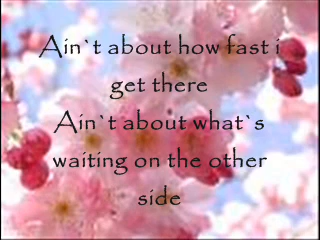 Ain`t about how fast i
get there
Ain`t about what`s
waiting on the other
side